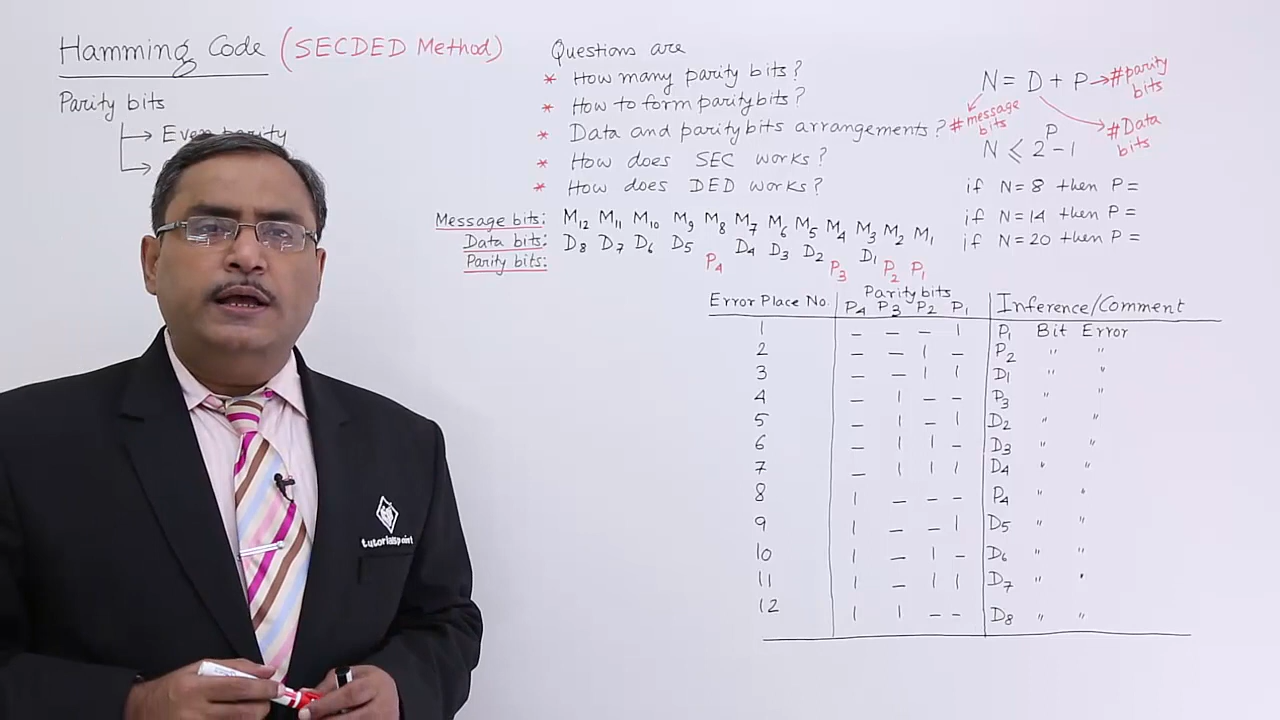 Hamming Code (SECDED Method)
Parity bits
Even parity
Questions are
* How many parity bits?
* How to form parity bits?
* Data and parity bits arrangements?
* How does SEC works?
* How does DED works?
N = D + P → #parity bits
#message bits
#Data bits
N ⩽ 2^P - 1
if N=8 then P=
if N=14 then P=
if N=20 then P=
Message bits: M12 M11 M10 M9 M8 M7 M6 M5 M4 M3 M2 M1
Data bits: D8 D7 D6 D5 D4 D3 D2 D1
Parity bits: P4 P3 P2 P1
Error Place No. Parity bits Inference/Comment
P4 P3 P2 P1
1 - - - 1 P1 Bit Error
2 - - 1 - P2 " "
3 - - 1 1 D1 " "
4 - 1 - - P3 " "
5 - 1 - 1 D2 " "
6 - 1 1 - D3 " "
7 - 1 1 1 D4 " "
8 1 - - - P4 " "
9 1 - - 1 D5 " "
10 1 - 1 - D6 " "
11 1 - 1 1 D7 " "
12 1 1 - - D8 " "
tutorialspoint